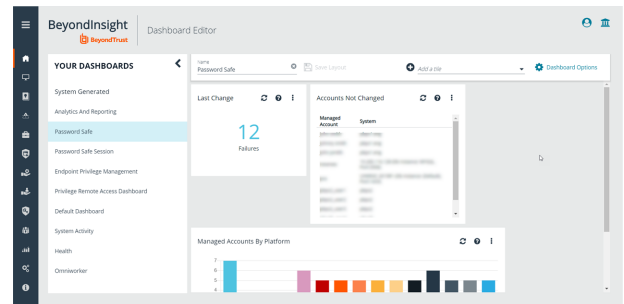 BeyondInsight
BeyondTrust
Dashboard Editor
YOUR DASHBOARDS
System Generated
Analytics And Reporting
Password Safe
Password Safe Session
Endpoint Privilege Management
Privilege Remote Access Dashboard
Default Dashboard
System Activity
Health
Omniworker
Name
Password Safe
Save Layout
Add a tile
Dashboard Options
Last Change
12
Failures
Accounts Not Changed
Managed Account
System
Managed Accounts By Platform
7
6
5
4